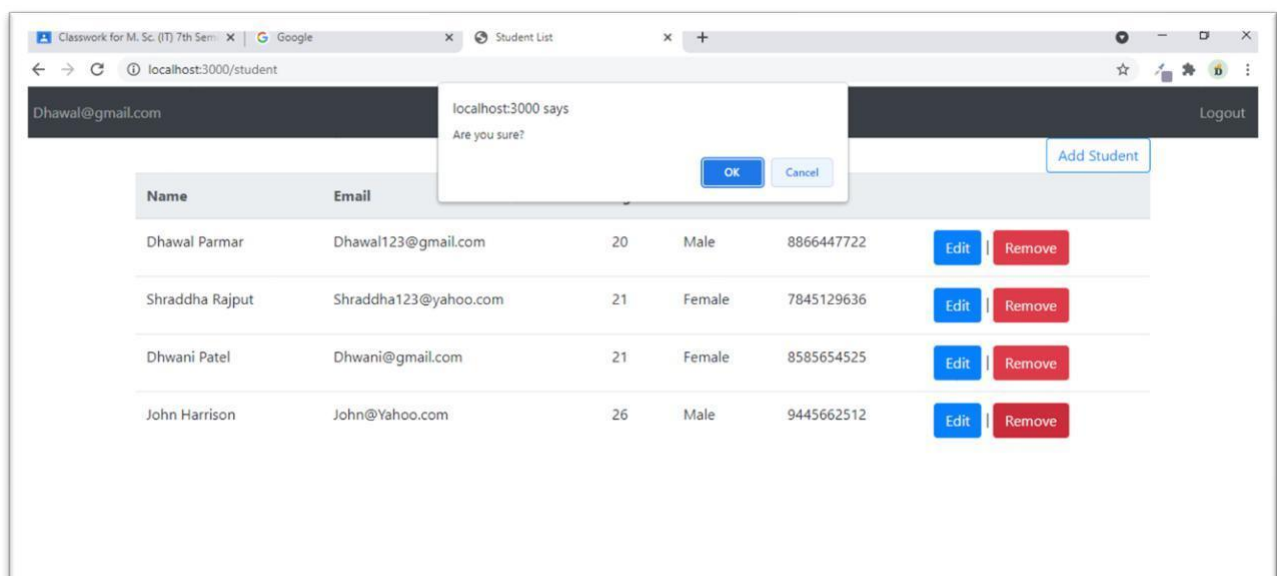 Classwork for M. Sc. (IT) 7th Sem Google Student List
localhost:3000/student
Dhawal@gmail.com Logout
localhost:3000 says
Are you sure?
OK Cancel
Add Student
Name Email
Dhawal Parmar Dhawal123@gmail.com 20 Male 8866447722 Edit | Remove
Shraddha Rajput Shraddha123@yahoo.com 21 Female 7845129636 Edit | Remove
Dhwani Patel Dhwani@gmail.com 21 Female 8585654525 Edit | Remove
John Harrison John@Yahoo.com 26 Male 9445662512 Edit | Remove